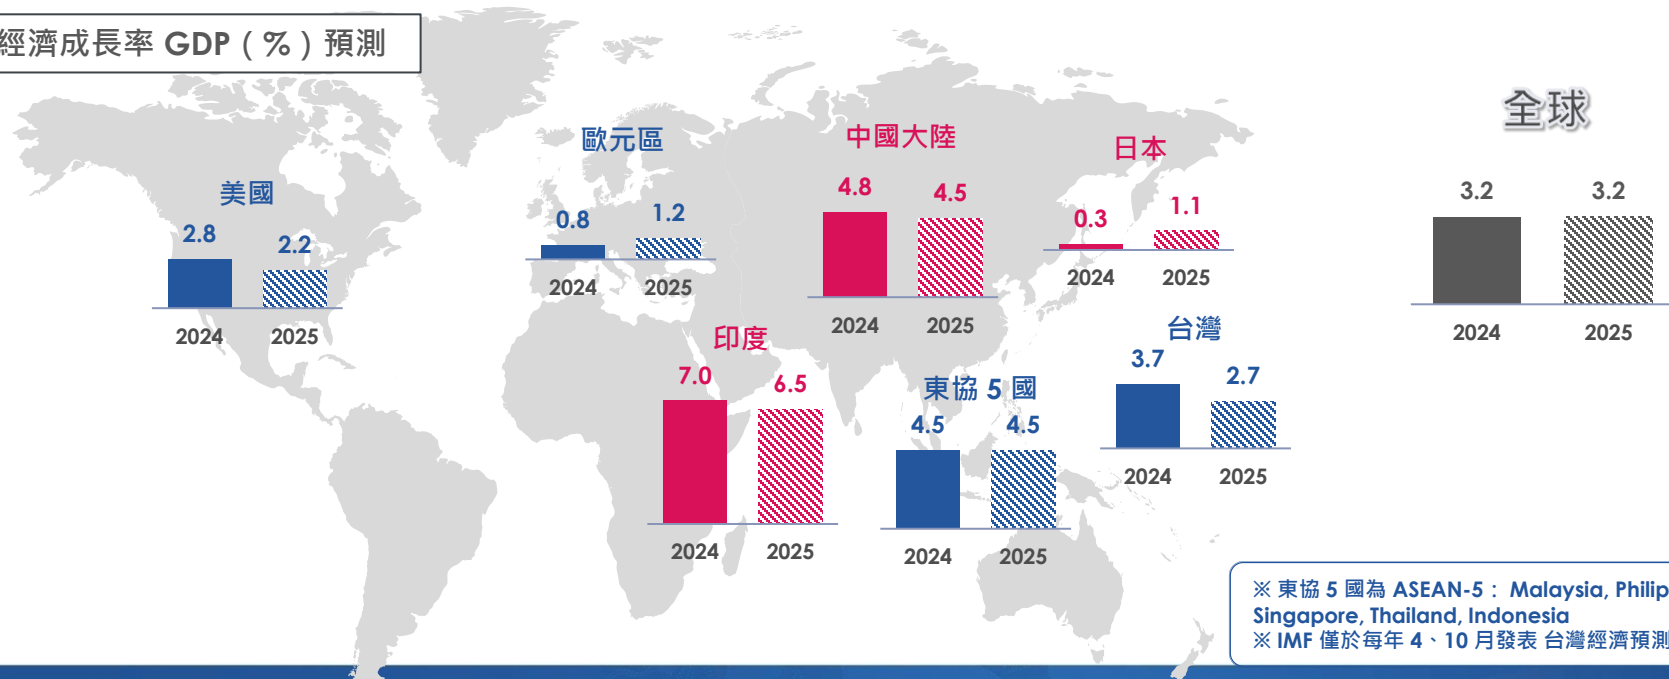 經濟成長率 GDP（%）預測
全球
3.2 3.2
2024 2025
美國
2.8 2.2
2024 2025
歐元區
0.8 1.2
2024 2025
中國大陸
4.8 4.5
2024 2025
日本
0.3 1.1
2024 2025
印度
7.0 6.5
2024 2025
東協 5 國
4.5 4.5
2024 2025
台灣
3.7 2.7
2024 2025
※ 東協 5 國為 ASEAN-5： Malaysia, Philip
Singapore, Thailand, Indonesia
※ IMF 僅於每年 4、10 月發表 台灣經濟預測